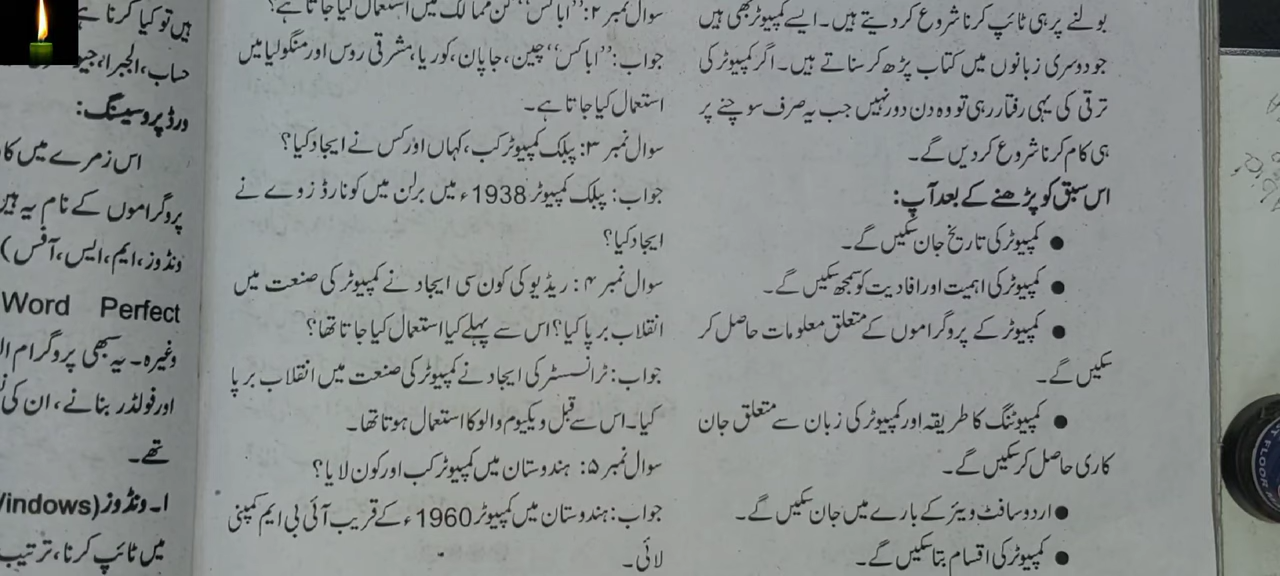 بولنے پر ہی ٹائپ کرنا شروع کر دیتے ہیں۔ ایسے کمپیوٹر بھی ہیں
جو دوسری زبانوں میں کتاب پڑھ کر سناتے ہیں۔ اگر کمپیوٹر کی
ترقی کی یہی رفتار رہی تو وہ دن دور نہیں جب یہ صرف سوچنے پر
ہی کام کرنا شروع کر دیں گے۔
اس سبق کو پڑھنے کے بعد آپ:
● کمپیوٹر کی تاریخ جان سکیں گے۔
● کمپیوٹر کی اہمیت اور افادیت کو سمجھ سکیں گے۔
● کمپیوٹر کے پروگراموں کے متعلق معلومات حاصل کر
سکیں گے۔
● کمپیوٹنگ کا طریقہ اور کمپیوٹر کی زبان سے متعلق جان
کاری حاصل کر سکیں گے۔
● اردو سافٹ ویئر کے بارے میں جان سکیں گے۔
● کمپیوٹر کی اقسام بتا سکیں گے۔
سوال نمبر ۲: ’’اباکس‘‘ کن ممالک میں استعمال کیا جاتا ہے؟
جواب: ’’اباکس‘‘ چین، جاپان، کوریا، مشرقی روس اور منگولیا میں
استعمال کیا جاتا ہے۔
سوال نمبر ۳: پبلک کمپیوٹر کب، کہاں اور کس نے ایجاد کیا؟
جواب: پبلک کمپیوٹر 1938ء میں برلن میں کونارڈ زوے نے
ایجاد کیا؟
سوال نمبر ۴: ریڈیو کی کون سی ایجاد نے کمپیوٹر کی صنعت میں
انقلاب برپا کیا؟ اس سے پہلے کیا استعمال کیا جاتا تھا؟
جواب: ٹرانسسٹر کی ایجاد نے کمپیوٹر کی صنعت میں انقلاب برپا
کیا۔ اس سے قبل ویکیوم والو کا استعمال ہوتا تھا۔
سوال نمبر ۵: ہندوستان میں کمپیوٹر کب اور کون لایا؟
جواب: ہندوستان میں کمپیوٹر 1960ء کے قریب آئی بی ایم کمپنی
لائی۔
ہیں تو کیا کرنا
حساب، الجبرا،
ورڈ پروسیسنگ:
اس زمرے میں
پروگراموں کے نام یہ ہیں
ونڈوز، ایم، ایس، آفس)
Word Perfect
وغیرہ۔ یہ سبھی پروگرام
اور فولڈر بنانے، ان کی
تھے۔
ا۔ ونڈوز (Windows
میں ٹائپ کرنا، ترتیب